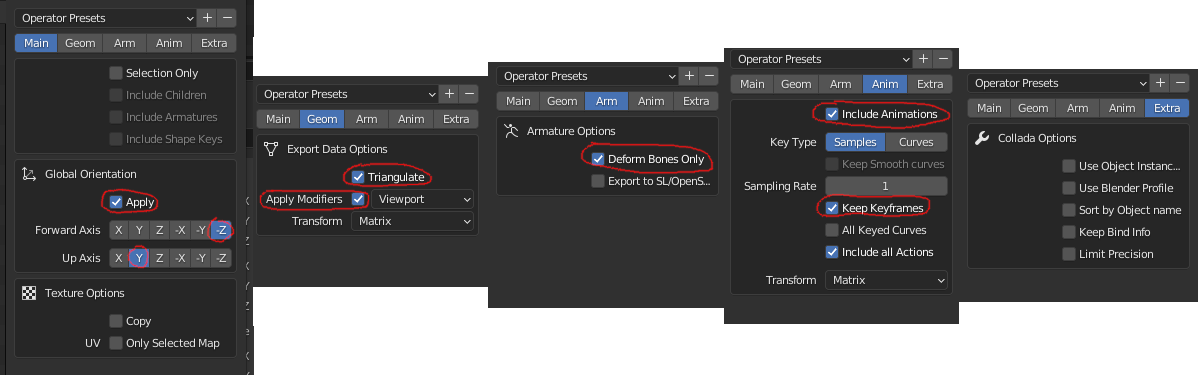 Operator Presets
Main Geom Arm Anim Extra
Selection Only
Include Children
Include Armatures
Include Shape Keys
Global Orientation
Apply
Forward Axis X Y Z -X -Y -Z
Up Axis X Y Z -X -Y -Z
Texture Options
Copy
UV Only Selected Map
Operator Presets
Main Geom Arm Anim Extra
Export Data Options
Triangulate
Apply Modifiers Viewport
Transform Matrix
Operator Presets
Main Geom Arm Anim Extra
Armature Options
Deform Bones Only
Export to SL/OpenS...
Operator Presets
Main Geom Arm Anim Extra
Include Animations
Key Type Samples Curves
Keep Smooth curves
Sampling Rate 1
Keep Keyframes
All Keyed Curves
Include all Actions
Transform Matrix
Operator Presets
Main Geom Arm Anim Extra
Collada Options
Use Object Instanc...
Use Blender Profile
Sort by Object name
Keep Bind Info
Limit Precision